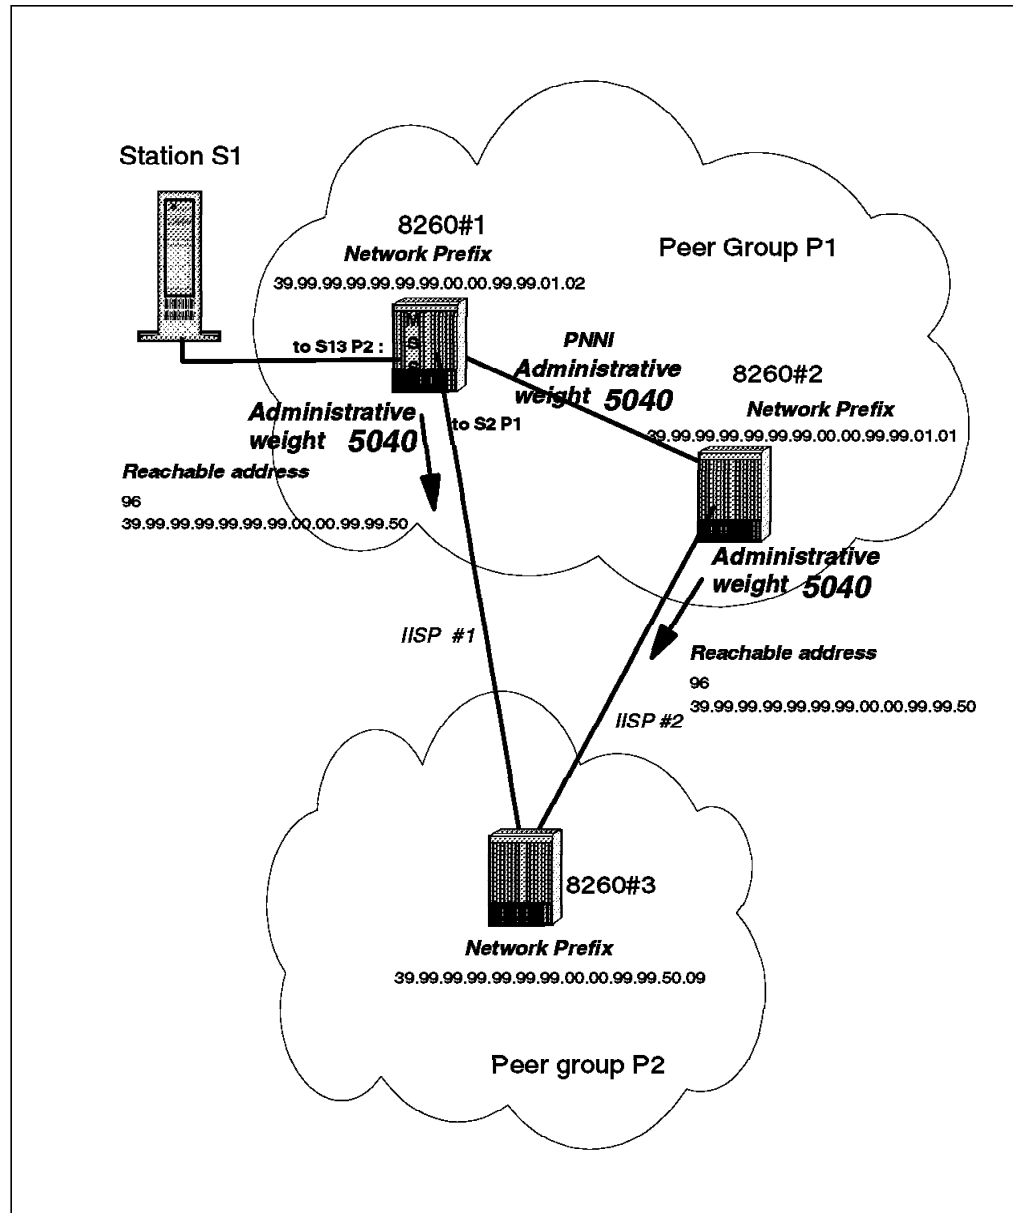 Station S1
8260#1
Network Prefix
39.99.99.99.99.99.99.00.00.99.99.01.02
Peer Group P1
to S13 P2 :
PNNI
Administrative
weight 5040
8260#2
Network Prefix
39.99.99.99.99.99.99.00.00.99.99.01.01
Administrative
weight 5040
to S2 P1
Reachable address
96
39.99.99.99.99.99.99.00.00.99.99.50
Administrative
weight 5040
IISP #1
Reachable address
96
39.99.99.99.99.99.99.00.00.99.99.50
IISP #2
8260#3
Network Prefix
39.99.99.99.99.99.99.00.00.99.99.50.09
Peer group P2